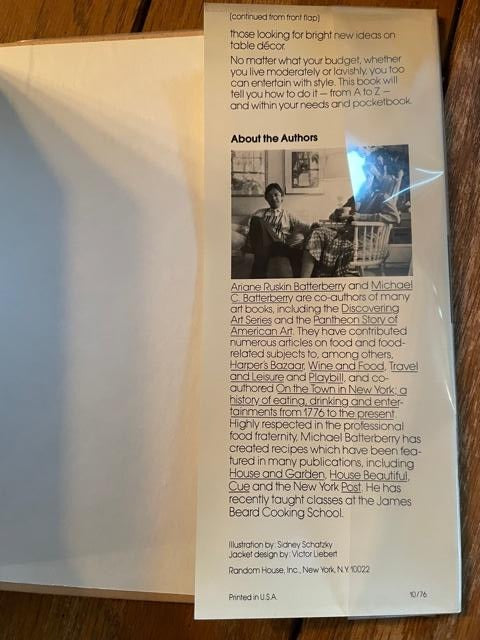 (continued from front flap)
those looking for bright new ideas on
table décor.
No matter what your budget, whether
you live moderately or lavishly, you too
can entertain with style. This book will
tell you how to do it — from A to Z —
and within your needs and pocketbook.
About the Authors
Ariane Ruskin Batterberry and Michael
C. Batterberry are co-authors of many
art books, including the Discovering
Art Series and the Pantheon Story of
American Art. They have contributed
numerous articles on food and food-
related subjects to, among others,
Harper's Bazaar, Wine and Food, Travel
and Leisure and Playbill, and co-
authored On the Town in New York: a
history of eating, drinking and enter-
tainments from 1776 to the present.
Highly respected in the professional
food fraternity, Michael Batterberry has
created recipes which have been fea-
tured in many publications, including
House and Garden, House Beautiful,
Cue and the New York Post. He has
recently taught classes at the James
Beard Cooking School.
Illustration by: Sidney Schatzky
Jacket design by: Victor Liebert
Random House, Inc., New York, N.Y. 10022
Printed in U.S.A.
10/76